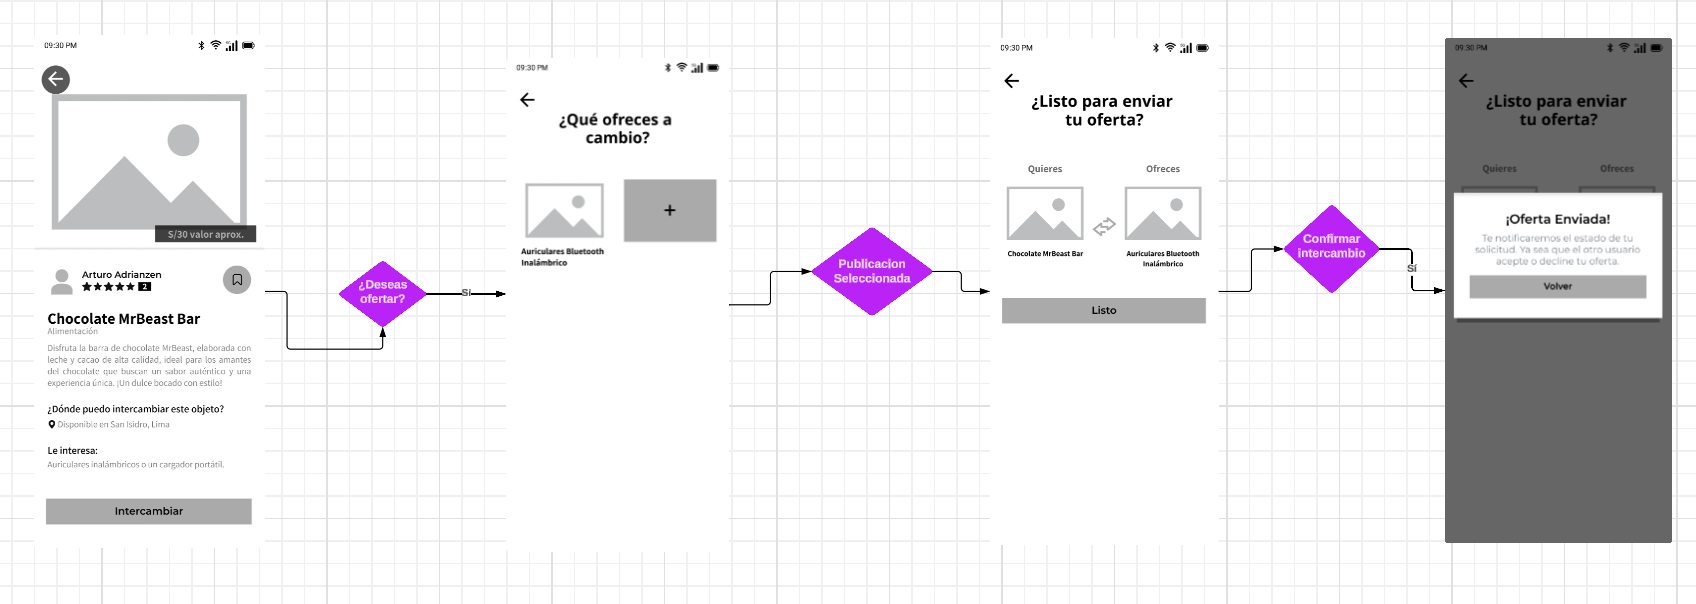 09:30 PM
S/30 valor aprox.
Arturo Adrianzen
2
Chocolate MrBeast Bar
Alimentación
Disfruta la barra de chocolate MrBeast, elaborada con
leche y cacao de alta calidad, ideal para los amantes
del chocolate que buscan un sabor auténtico y una
experiencia única. ¡Un dulce bocado con estilo!
¿Dónde puedo intercambiar este objeto?
Disponible en San Isidro, Lima
Le interesa:
Auriculares inalámbricos o un cargador portátil.
Intercambiar
¿Deseas
ofertar?
Sí
09:30 PM
¿Qué ofreces a
cambio?
+
Auriculares Bluetooth
Inalámbrico
Publicacion
Seleccionada
09:30 PM
¿Listo para enviar
tu oferta?
Quieres
Ofreces
Chocolate MrBeast Bar
Auriculares Bluetooth
Inalámbrico
Listo
Confirmar
intercambio
Sí
09:30 PM
¿Listo para enviar
tu oferta?
Quieres
Ofreces
¡Oferta Enviada!
Te notificaremos el estado de tu
solicitud. Ya sea que el otro usuario
acepte o decline tu oferta.
Volver